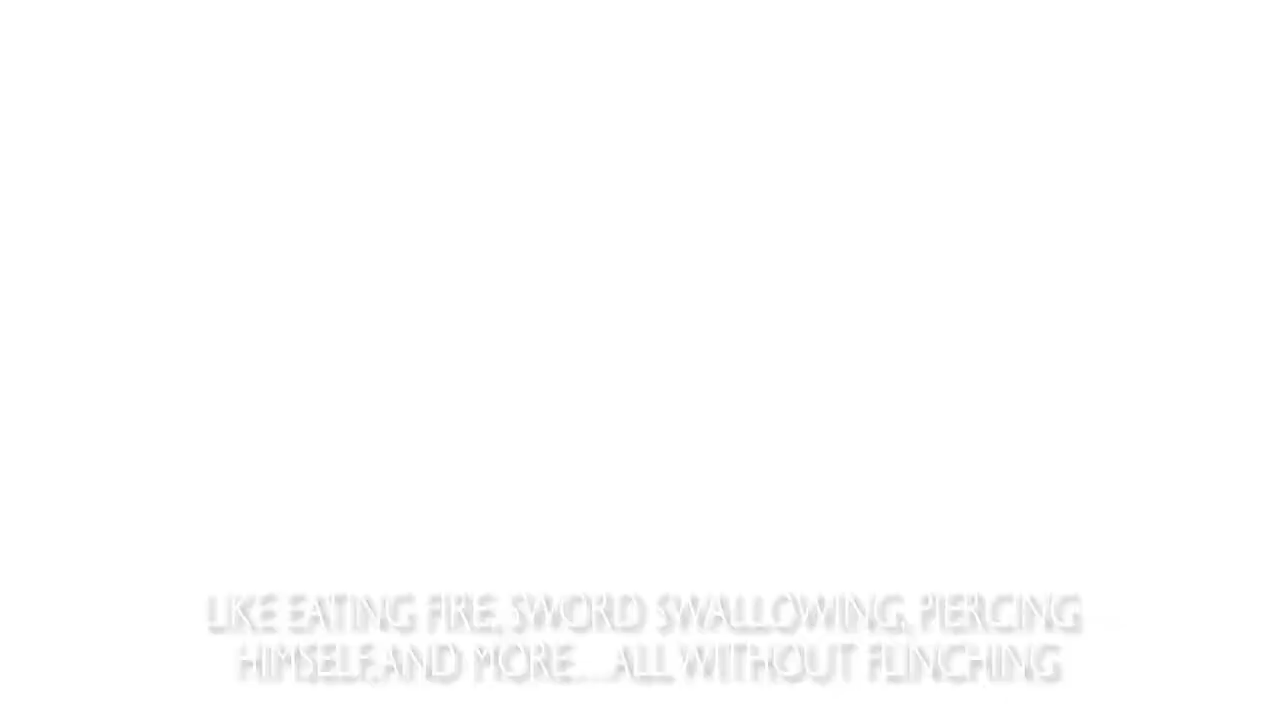 LIKE EATING FIRE, SWORD SWALLOWING, PIERCING
HIMSELF, AND MORE....ALL WITHOUT FLINCHING